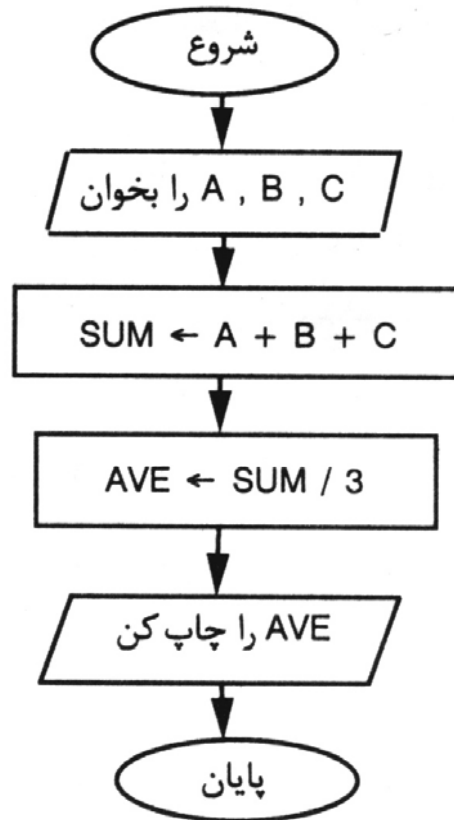 شروع
A , B , C را بخوان
SUM ← A + B + C
AVE ← SUM / 3
AVE را چاپ کن
پایان